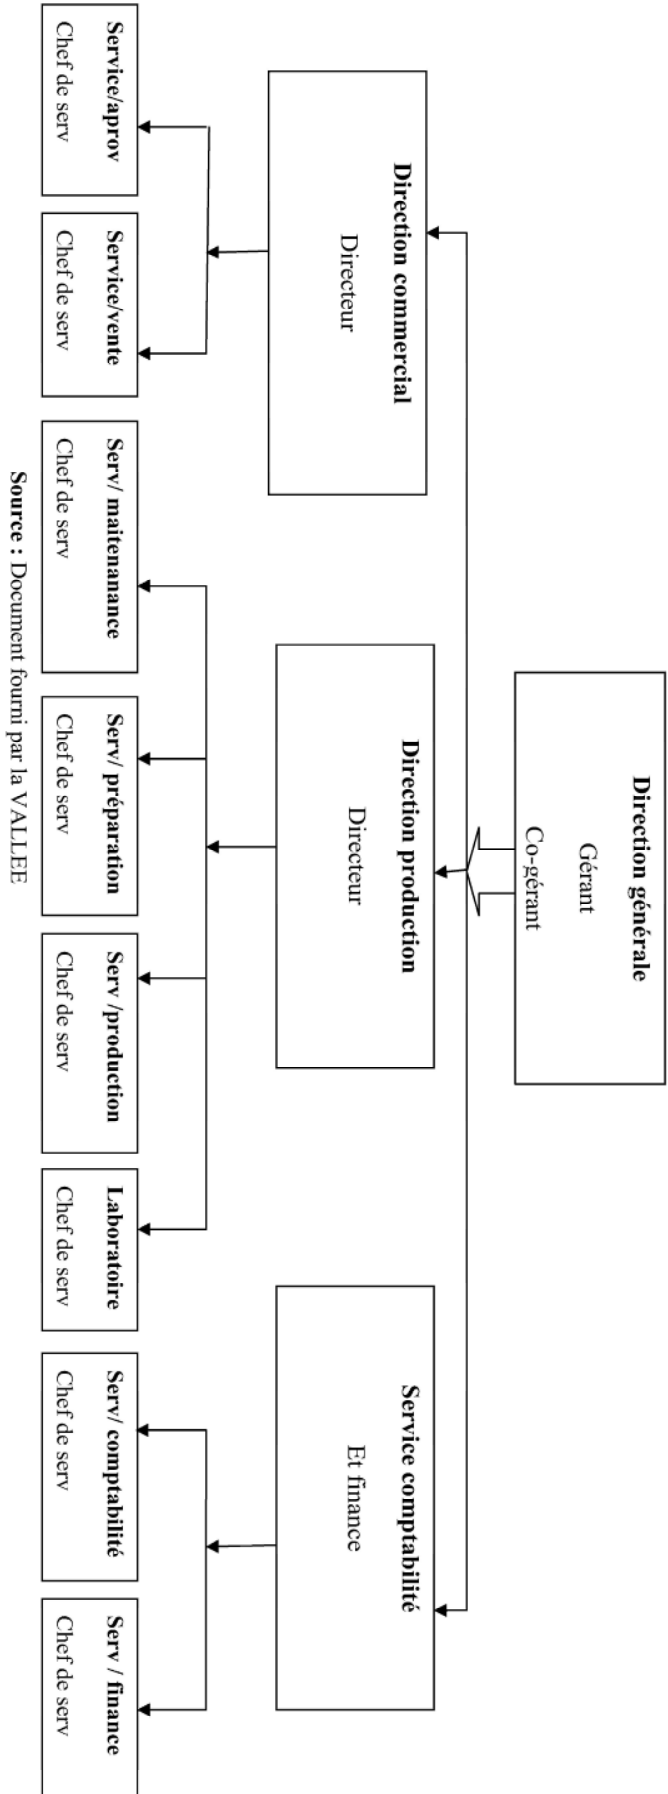 Direction générale
Gérant
Co-gérant
Direction commercial
Directeur
Direction production
Directeur
Service comptabilité
Et finance
Service/aprov
Chef de serv
Service/vente
Chef de serv
Serv/ maitenanance
Chef de serv
Serv/ préparation
Chef de serv
Serv /production
Chef de serv
Laboratoire
Chef de serv
Serv/ comptabilité
Chef de serv
Serv / finance
Chef de serv
Source : Document fourni par la VALLEE